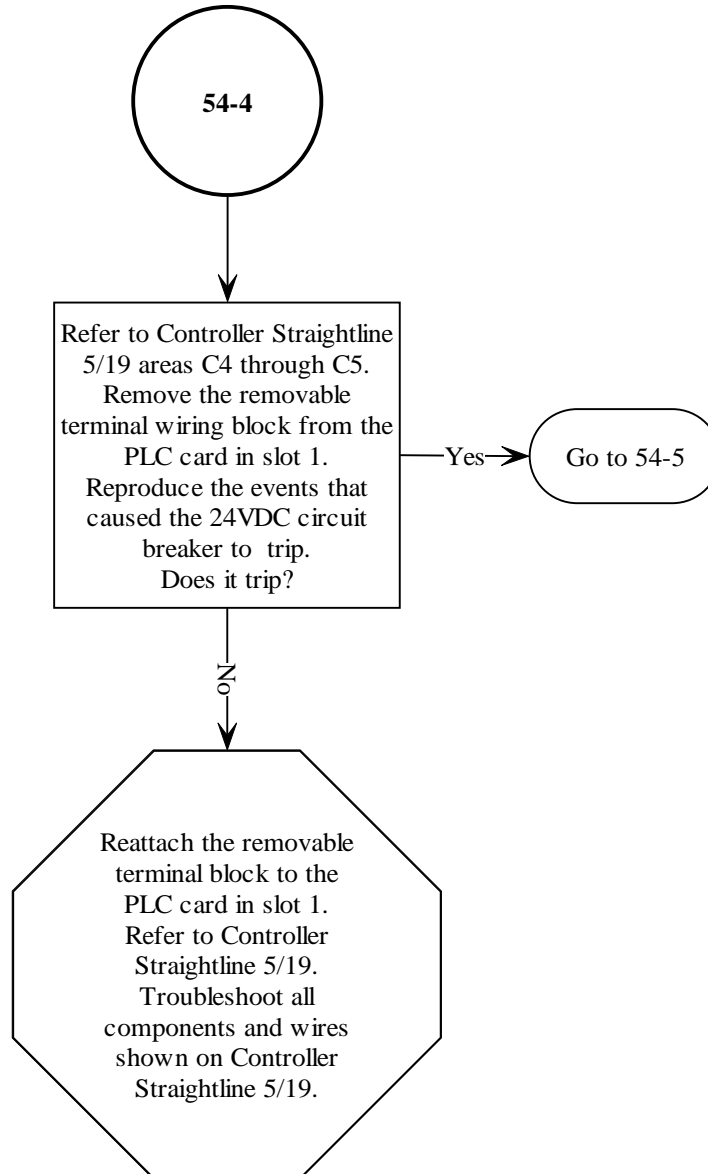 54-4
Refer to Controller Straightline
5/19 areas C4 through C5.
Remove the removable
terminal wiring block from the
PLC card in slot 1.
Reproduce the events that
caused the 24VDC circuit
breaker to  trip.
Does it trip?
Yes
Go to 54-5
No
Reattach the removable
terminal block to the
PLC card in slot 1.
Refer to Controller
Straightline 5/19.
Troubleshoot all
components and wires
shown on Controller
Straightline 5/19.